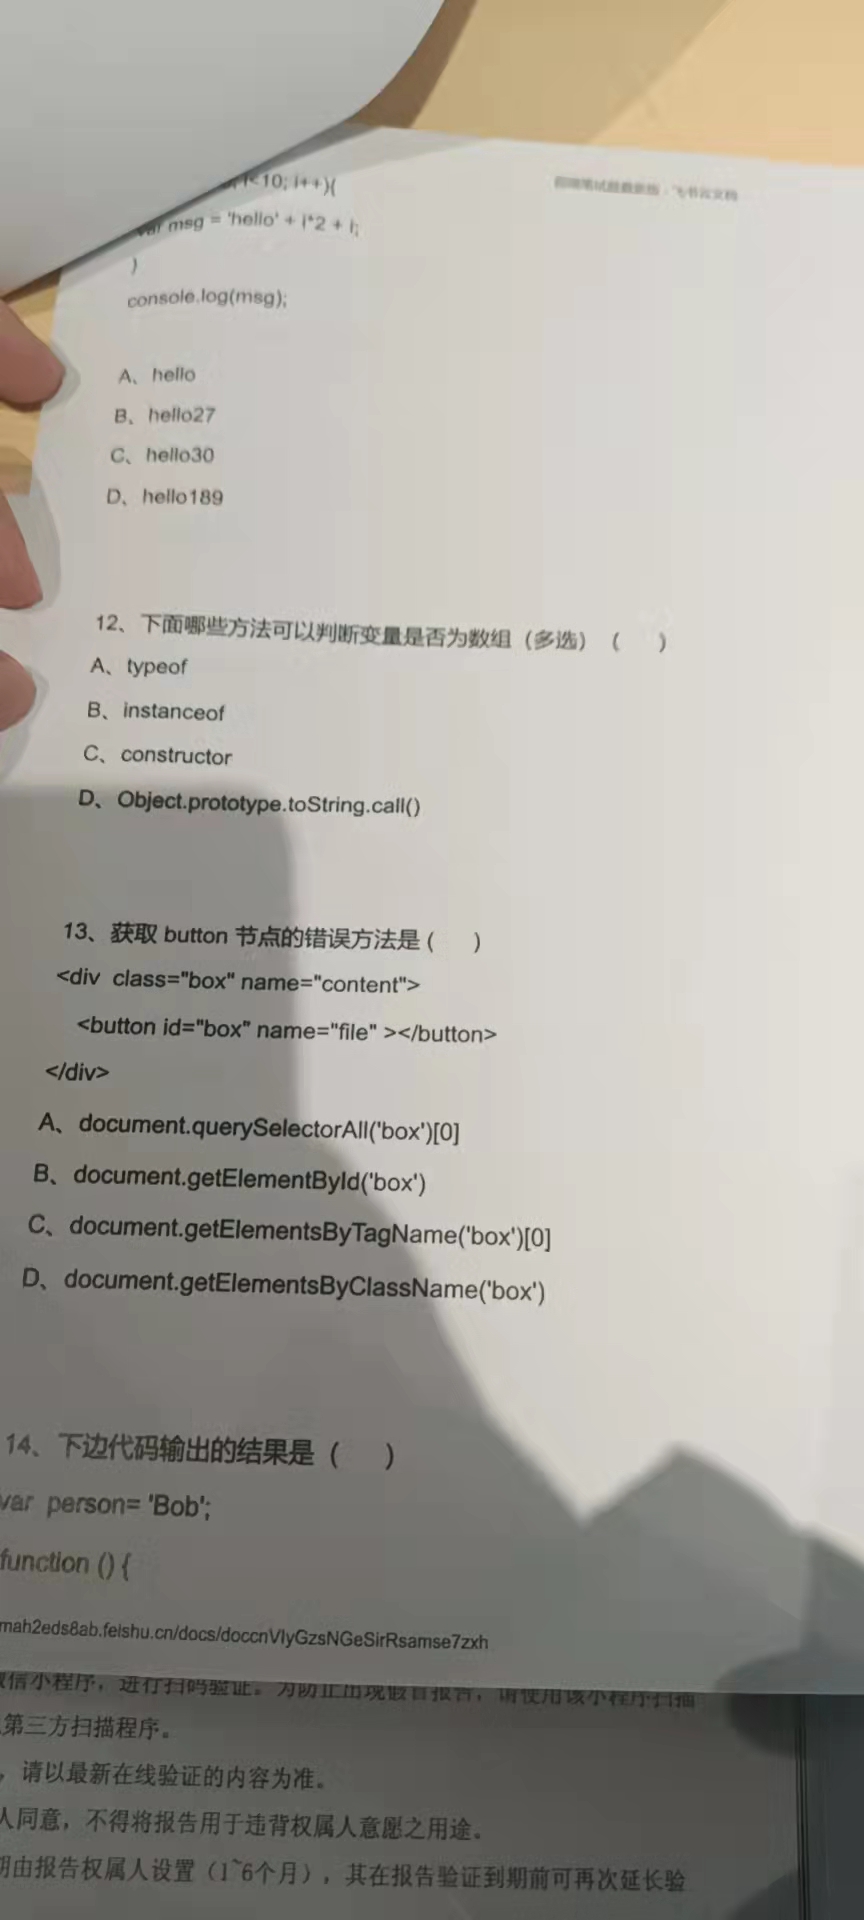 i<10; i++){
前端笔试题最新版 - 飞书云文档
var msg = 'hello' + i*2 + i;
}
console.log(msg);
A、hello
B、hello27
C、hello30
D、hello189
12、下面哪些方法可以判断变量是否为数组（多选）（ ）
A、typeof
B、instanceof
C、constructor
D、Object.prototype.toString.call()
13、获取 button 节点的错误方法是 ( )
<div class="box" name="content">
<button id="box" name="file" ></button>
</div>
A、document.querySelectorAll('box')[0]
B、document.getElementById('box')
C、document.getElementsByTagName('box')[0]
D、document.getElementsByClassName('box')
14、下边代码输出的结果是（ ）
var person= 'Bob';
function () {
mah2eds8ab.feishu.cn/docs/doccnVIyGzsNGeSirRsamse7zxh
微信小程序，进行扫码验证。为防止出现假冒报告，请使用该小程序扫描
第三方扫描程序。
，请以最新在线验证的内容为准。
人同意，不得将报告用于违背权属人意愿之用途。
期由报告权属人设置（1~6个月），其在报告验证到期前可再次延长验